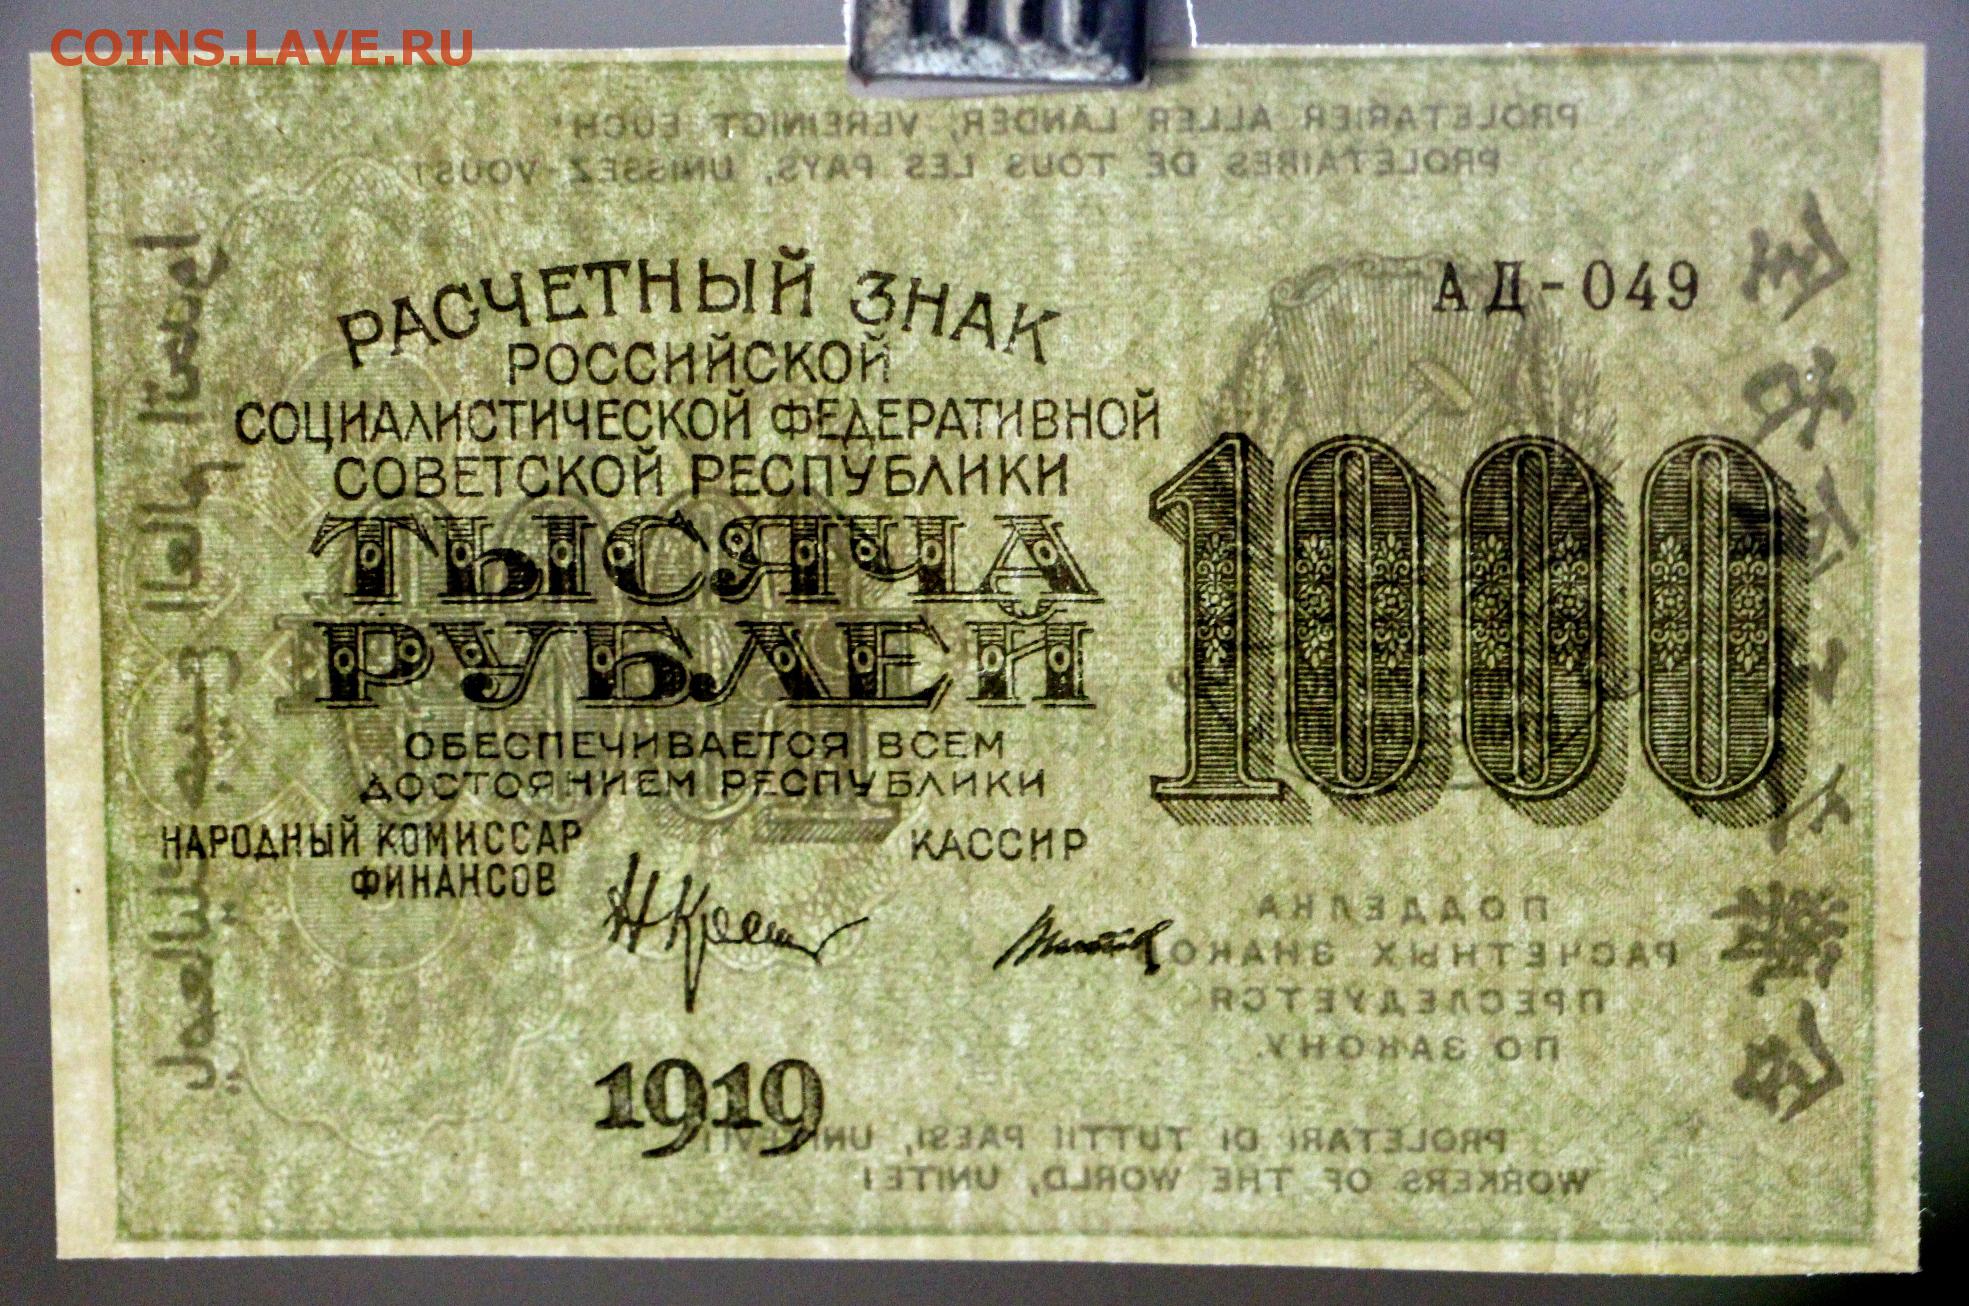 COINS.LAVE.RU
PROLETARIER ALLER LÄNDER, VEREINIGT EUCH!
PROLETAIRES DE TOUS LES PAYS, UNISSEZ-VOUS!
АД-049
РАСЧЕТНЫЙ ЗНАК
РОССИЙСКОЙ
СОЦИАЛИСТИЧЕСКОЙ ФЕДЕРАТИВНОЙ
СОВЕТСКОЙ РЕСПУБЛИКИ
ТЫСЯЧА
РУБЛЕЙ
1000
ОБЕСПЕЧИВАЕТСЯ ВСЕМ
ДОСТОЯНИЕМ РЕСПУБЛИКИ
НАРОДНЫЙ КОМИССАР
ФИНАНСОВ
КАССИР
ПОДДЕЛКА
РАСЧЕТНЫХ ЗНАКО
ПРЕСЛЕДУЕТСЯ
ПО ЗАКОНУ.
1919
PROLETARI DI TUTTI I PAESI,
WORKERS OF THE WORLD, UNITE!